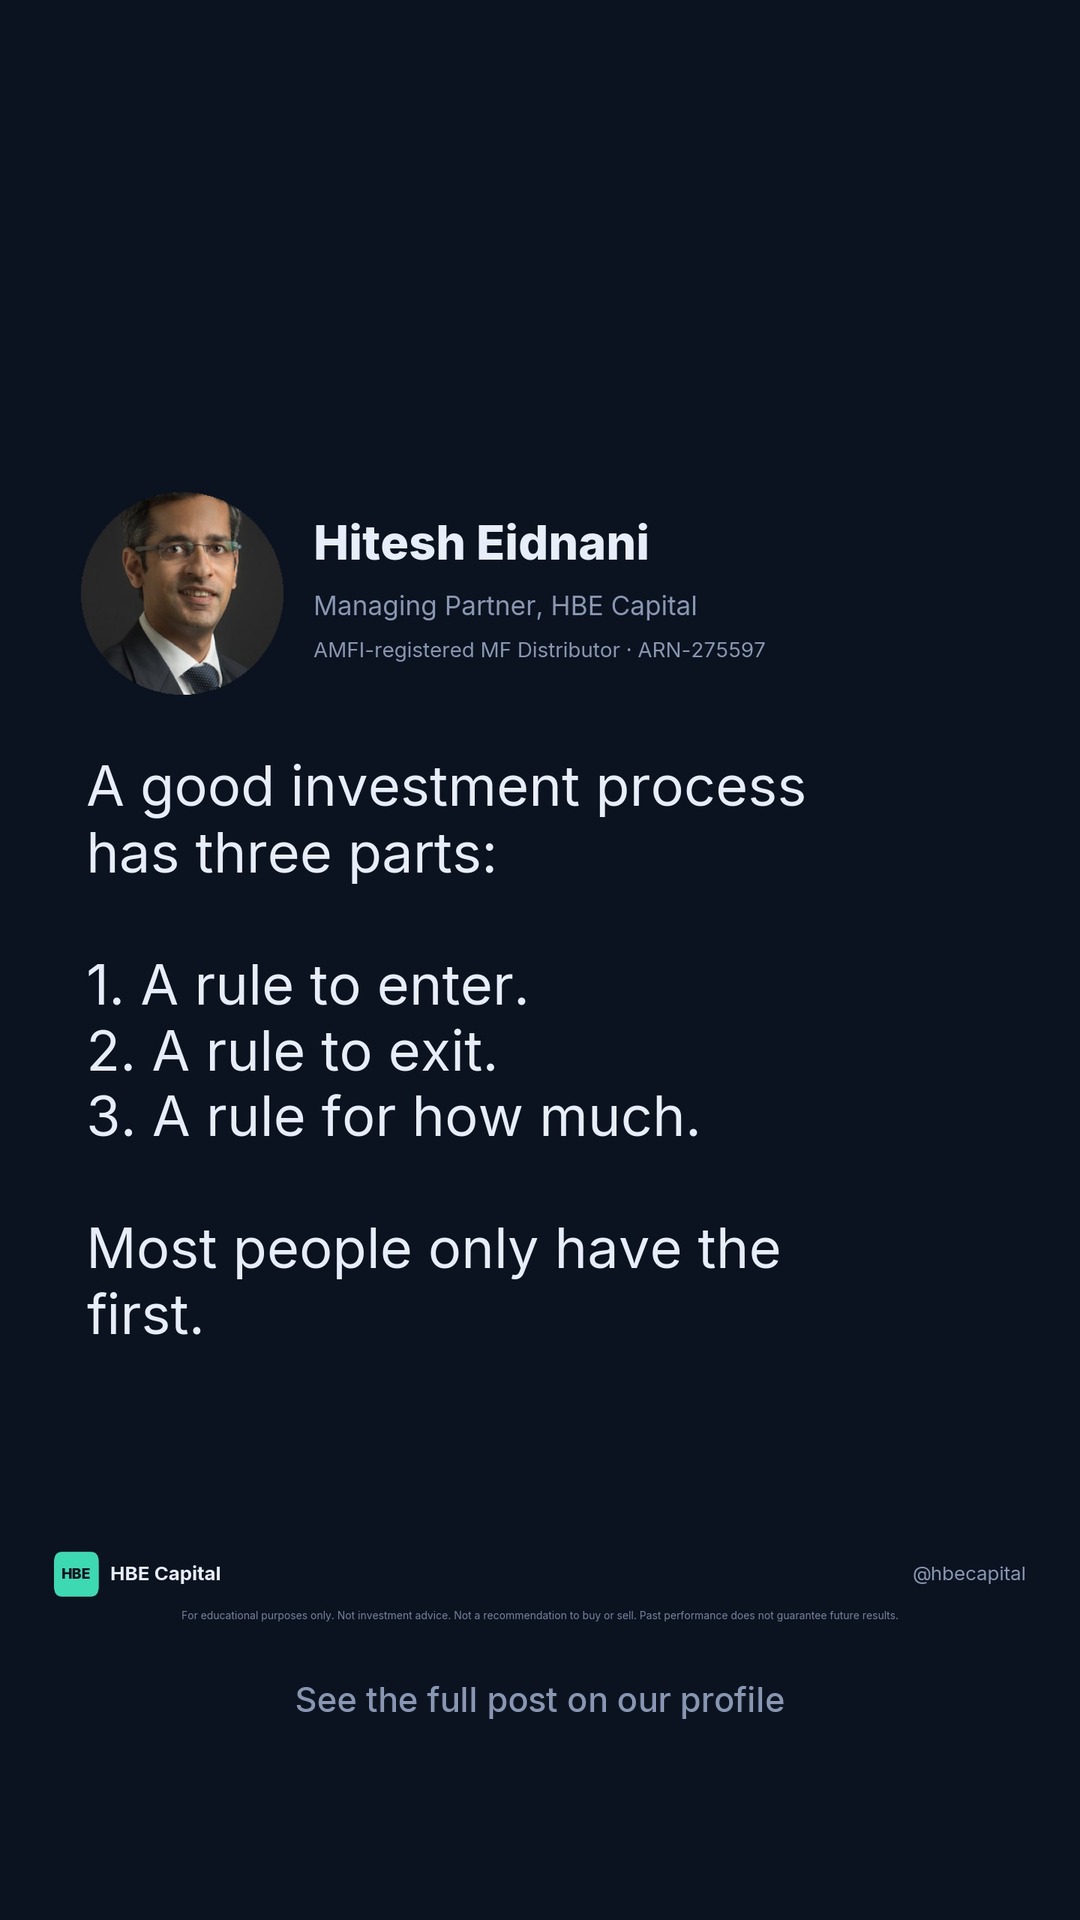 Hitesh Eidnani
Managing Partner, HBE Capital
AMFI-registered MF Distributor · ARN-275597
A good investment process
has three parts:
1. A rule to enter.
2. A rule to exit.
3. A rule for how much.
Most people only have the
first.
HBE
HBE Capital
@hbecapital
For educational purposes only. Not investment advice. Not a recommendation to buy or sell. Past performance does not guarantee future results.
See the full post on our profile